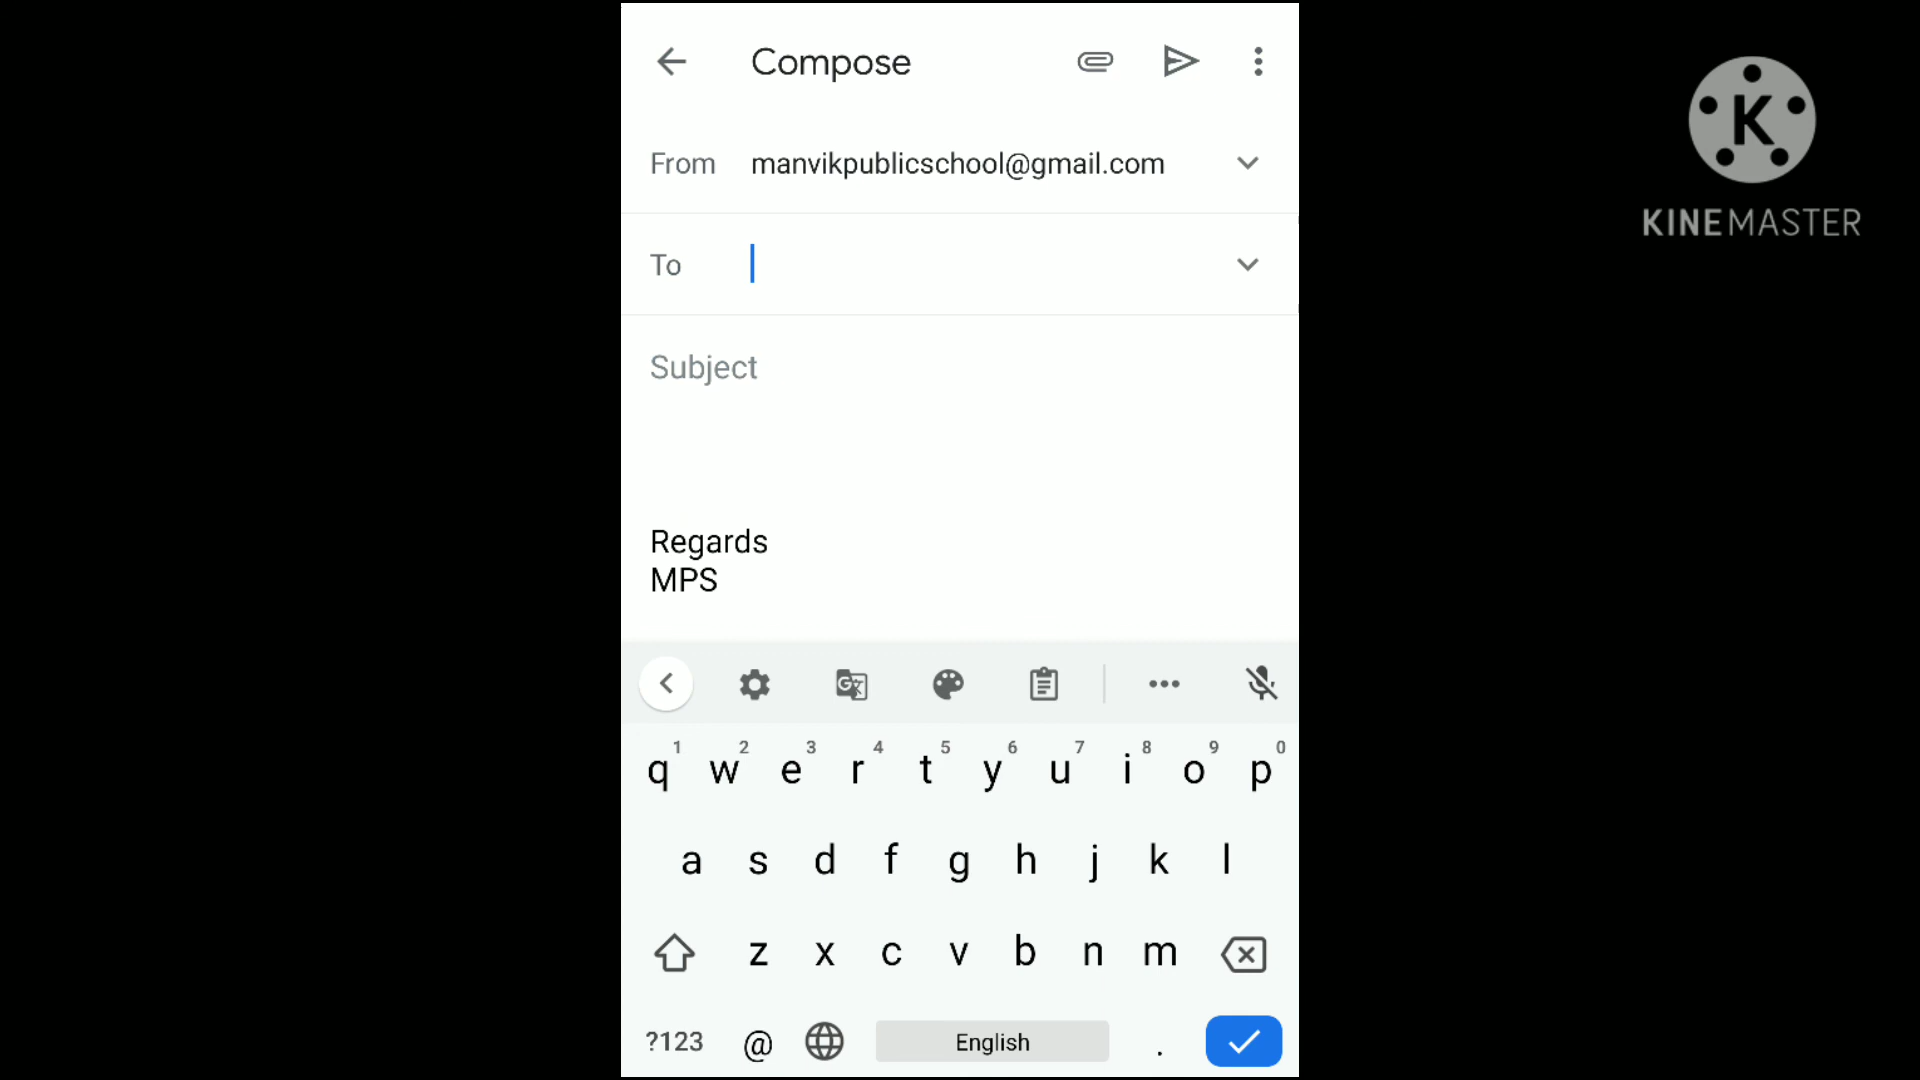 Compose
From manvikpublicschool@gmail.com
To
Subject
Regards
MPS
1 2 3 4 5 6 7 8 9 0
q w e r t y u i o p
a s d f g h j k l
z x c v b n m
?123 @ English .
K
KINEMASTER